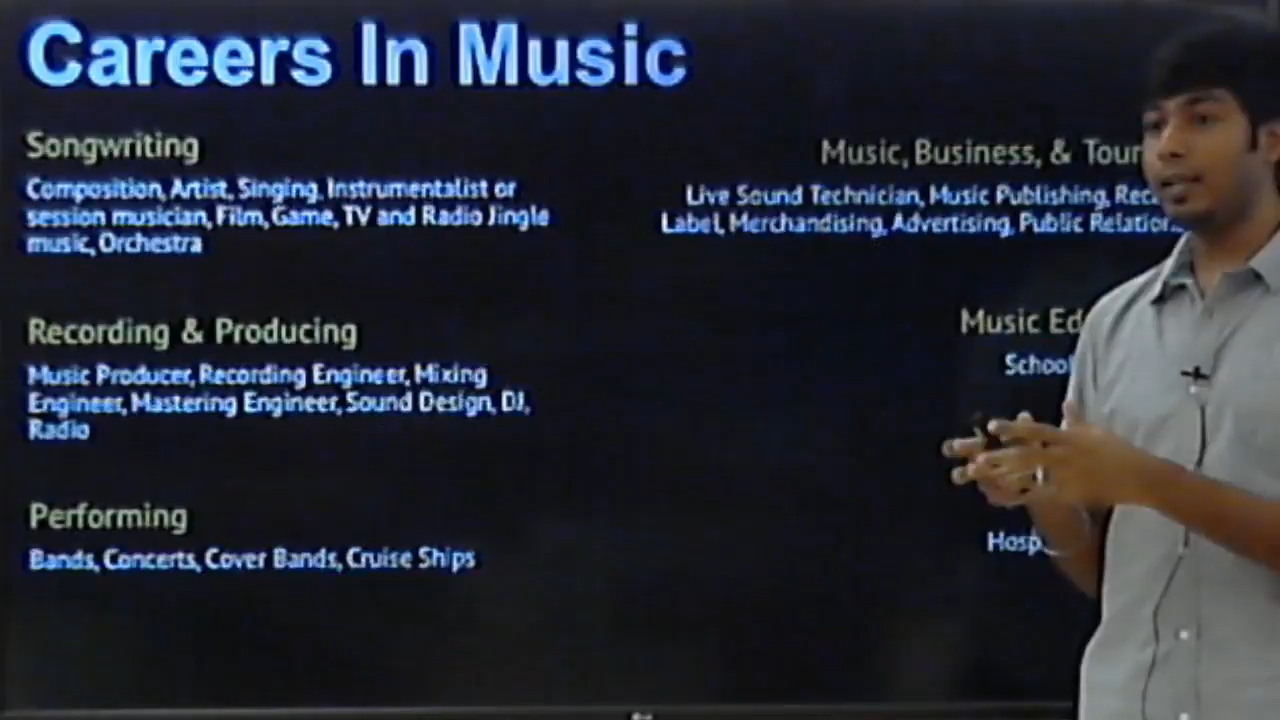 Careers In Music
Songwriting
Composition, Artist, Singing, Instrumentalist or
session musician, Film, Game, TV and Radio Jingle
music, Orchestra
Recording & Producing
Music Producer, Recording Engineer, Mixing
Engineer, Mastering Engineer, Sound Design, DJ,
Radio
Performing
Bands, Concerts, Cover Bands, Cruise Ships
Music, Business, & Tour
Live Sound Technician, Music Publishing, Rec
Label, Merchandising, Advertising, Public Relation
Music Ed
School
Hosp